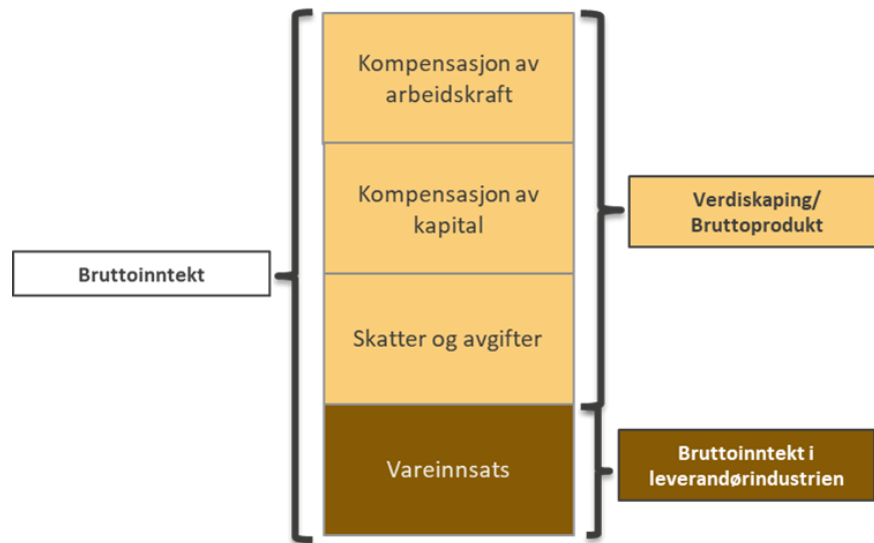 Kompensasjon av
arbeidskraft
Kompensasjon av
kapital
Verdiskaping/
Bruttoprodukt
Bruttoinntekt
Skatter og avgifter
Vareinnsats
Bruttoinntekt i
leverandørindustrien